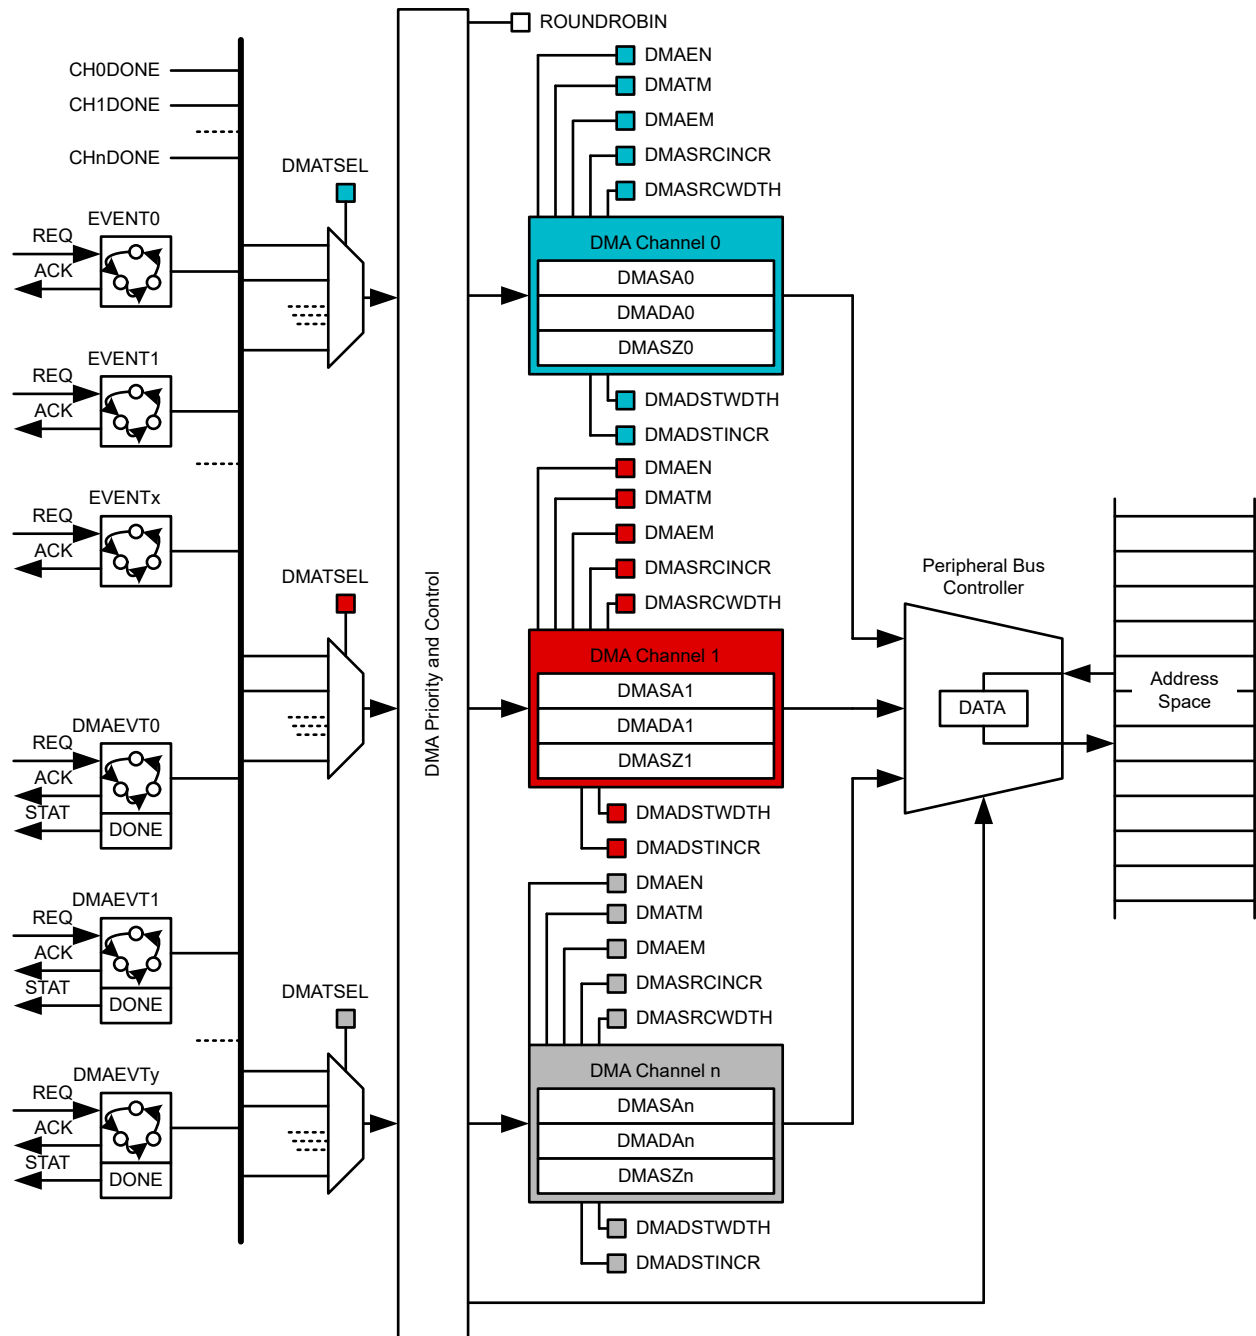 ROUNDROBIN
CH0DONE
CH1DONE
CHnDONE
EVENT0
REQ
ACK
EVENT1
REQ
ACK
EVENTx
REQ
ACK
DMAEVT0
REQ
ACK
STAT
DONE
DMAEVT1
REQ
ACK
STAT
DONE
DMAEVTy
REQ
ACK
STAT
DONE
DMATSEL
DMATSEL
DMATSEL
DMA Priority and Control
DMAEN
DMATM
DMAEM
DMASRCINCR
DMASRCWDTH
DMA Channel 0
DMASA0
DMADA0
DMASZ0
DMADSTWDTH
DMADSTINCR
DMAEN
DMATM
DMAEM
DMASRCINCR
DMASRCWDTH
DMA Channel 1
DMASA1
DMADA1
DMASZ1
DMADSTWDTH
DMADSTINCR
DMAEN
DMATM
DMAEM
DMASRCINCR
DMASRCWDTH
DMA Channel n
DMASAn
DMADAn
DMASZn
DMADSTWDTH
DMADSTINCR
Peripheral Bus
Controller
DATA
Address
Space